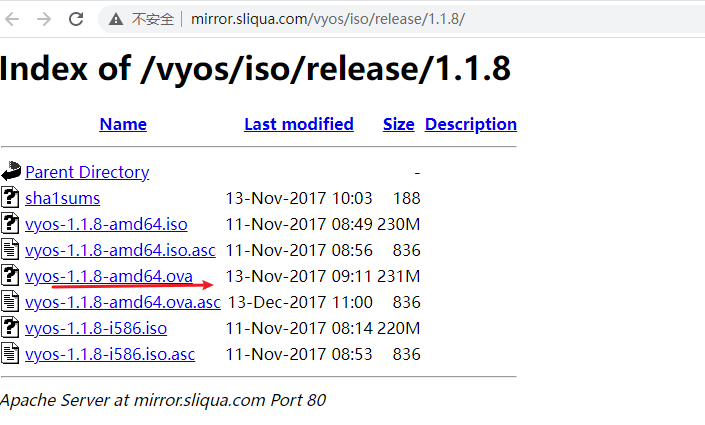 不安全 mirror.sliqua.com/vyos/iso/release/1.1.8/
Index of /vyos/iso/release/1.1.8
Name Last modified Size Description
Parent Directory -
sha1sums 13-Nov-2017 10:03 188
vyos-1.1.8-amd64.iso 11-Nov-2017 08:49 230M
vyos-1.1.8-amd64.iso.asc 11-Nov-2017 08:56 836
vyos-1.1.8-amd64.ova 13-Nov-2017 09:11 231M
vyos-1.1.8-amd64.ova.asc 13-Dec-2017 11:00 836
vyos-1.1.8-i586.iso 11-Nov-2017 08:14 220M
vyos-1.1.8-i586.iso.asc 11-Nov-2017 08:53 836
Apache Server at mirror.sliqua.com Port 80